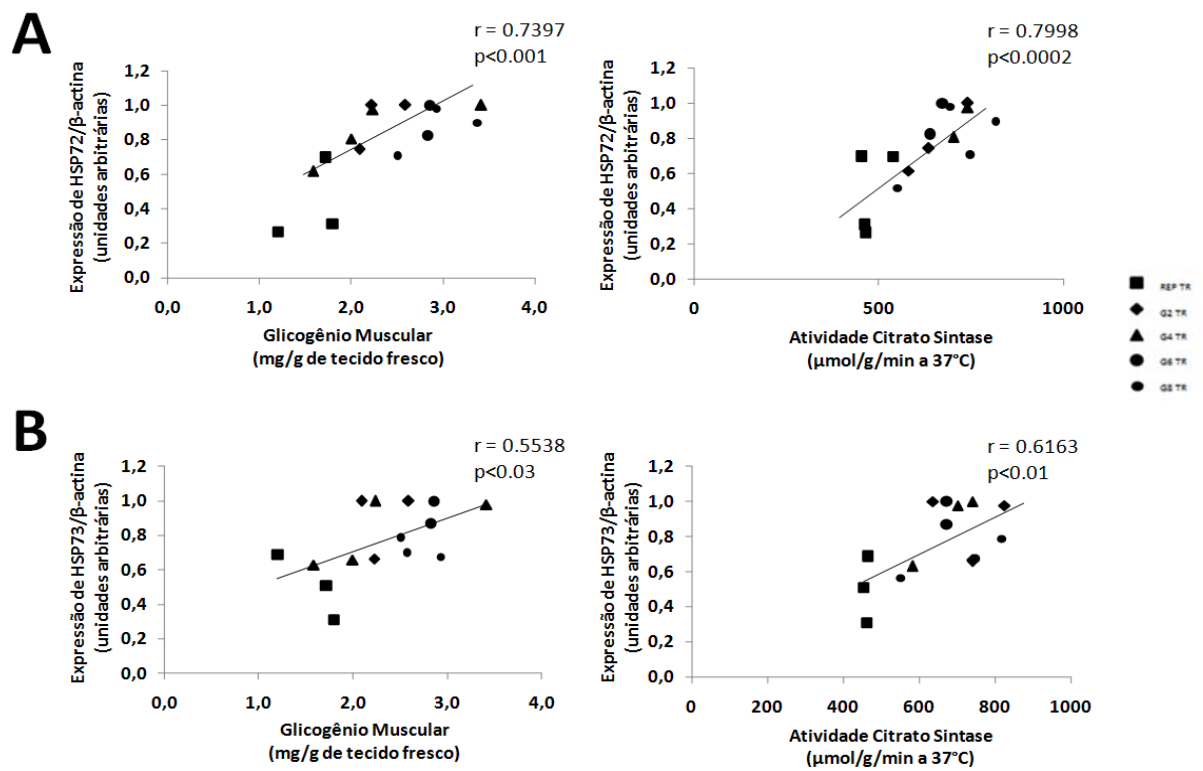 A
r = 0.7397
p<0.001
Expressão de HSP72/β-actina
(unidades arbitrárias)
1,2
1,0
0,8
0,6
0,4
0,2
0,0
0,0
1,0
2,0
3,0
4,0
Glicogênio Muscular
(mg/g de tecido fresco)
r = 0.7998
p<0.0002
Expressão de HSP72/β-actina
(unidades arbitrárias)
1,2
1,0
0,8
0,6
0,4
0,2
0,0
0
500
1000
Atividade Citrato Sintase
(μmol/g/min a 37°C)
REP TR
G2 TR
G4 TR
G6 TR
G8 TR
B
r = 0.5538
p<0.03
Expressão de HSP73/β-actina
(unidades arbitrárias)
1,2
1,0
0,8
0,6
0,4
0,2
0,0
0,0
1,0
2,0
3,0
4,0
Glicogênio Muscular
(mg/g de tecido fresco)
r = 0.6163
p<0.01
Expressão de HSP73/β-actina
(unidades arbitrárias)
1,2
1,0
0,8
0,6
0,4
0,2
0,0
0
200
400
600
800
1000
Atividade Citrato Sintase
(μmol/g/min a 37°C)